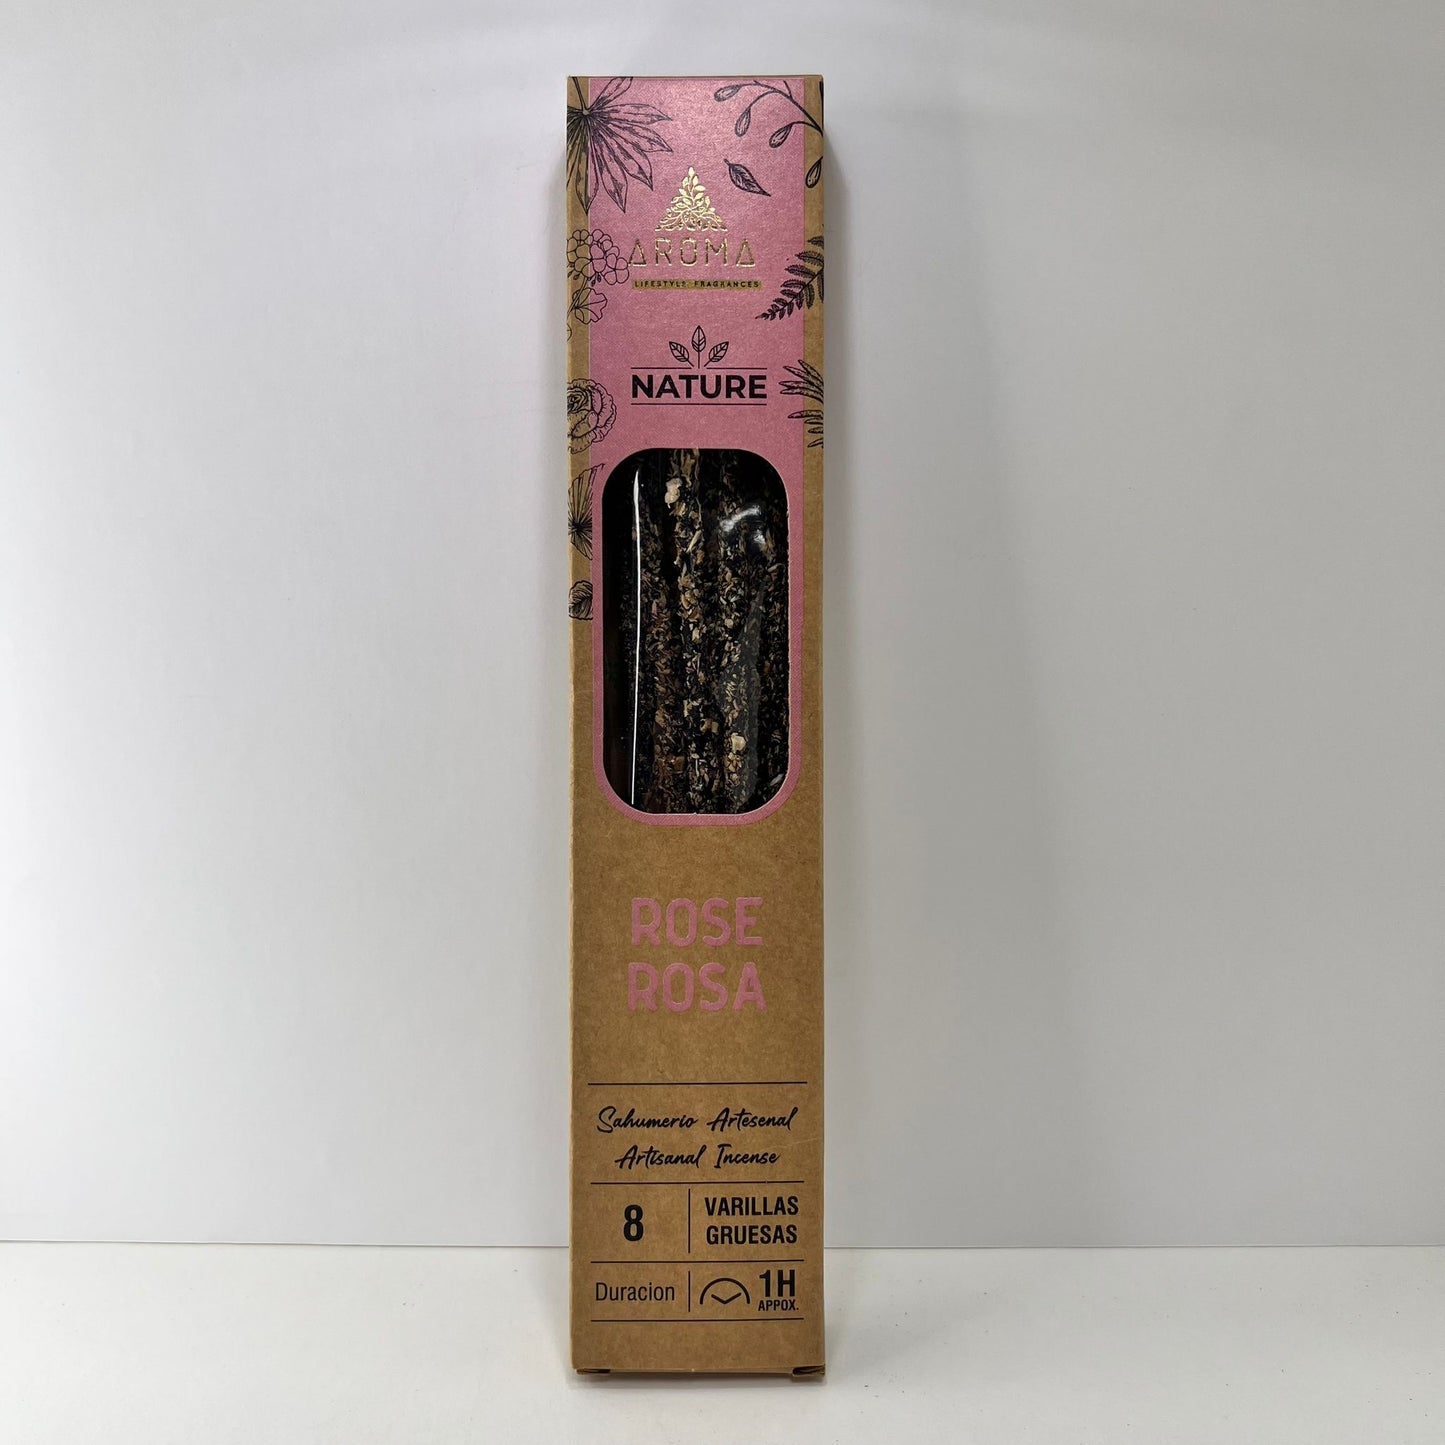 AROMA
LIFESTYLE FRAGRANCES
NATURE
ROSE
ROSA
Sahumerio Artesenal
Artisanal Incense
8
VARILLAS
GRUESAS
Duracion
1H
APPOX.